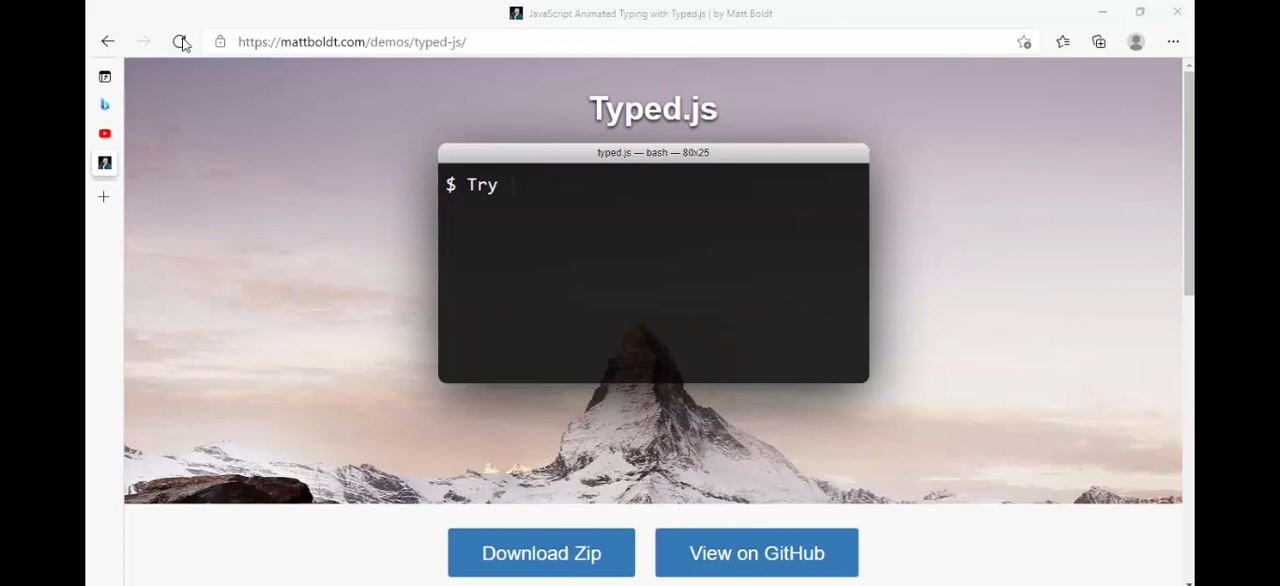 JavaScript Animated Typing with Typed.js | by Matt Boldt
https://mattboldt.com/demos/typed-js/
Typed.js
typed.js — bash — 80x25
$ Try
Download Zip
View on GitHub